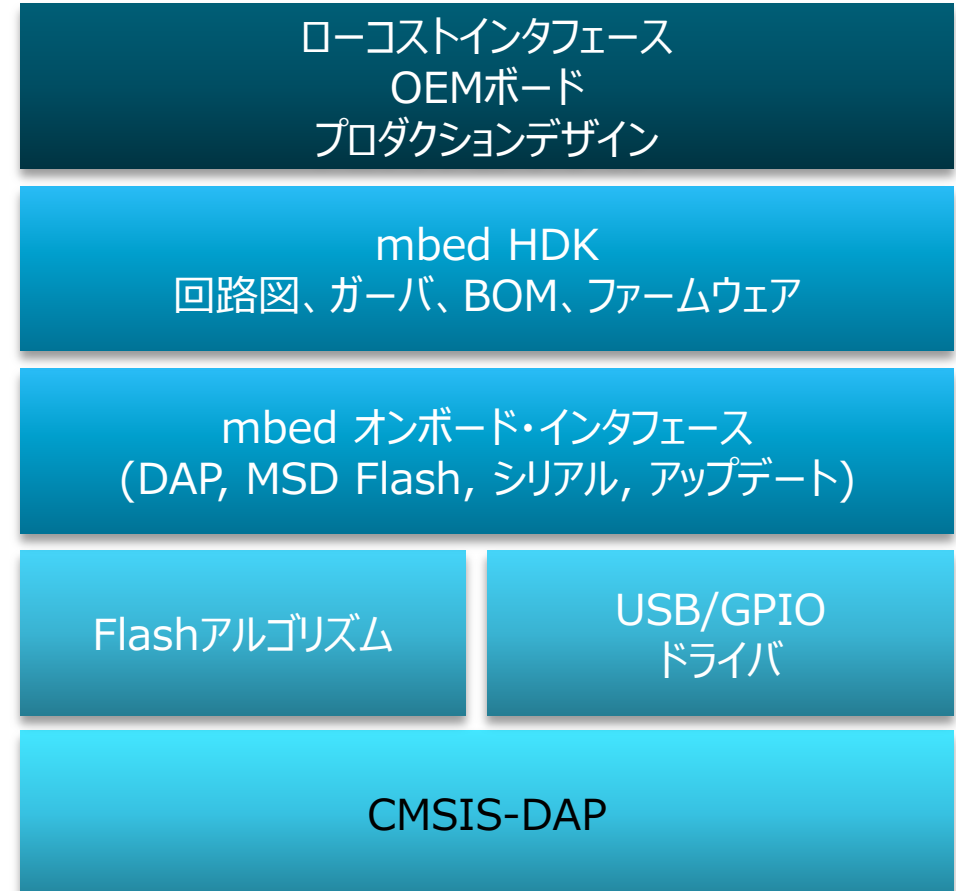 ローコストインタフェース
OEMボード
プロダクションデザイン
mbed HDK
回路図、ガーバ、BOM、ファームウェア
mbed オンボード・インタフェース
(DAP, MSD Flash, シリアル, アップデート)
Flashアルゴリズム
USB/GPIO
ドライバ
CMSIS-DAP